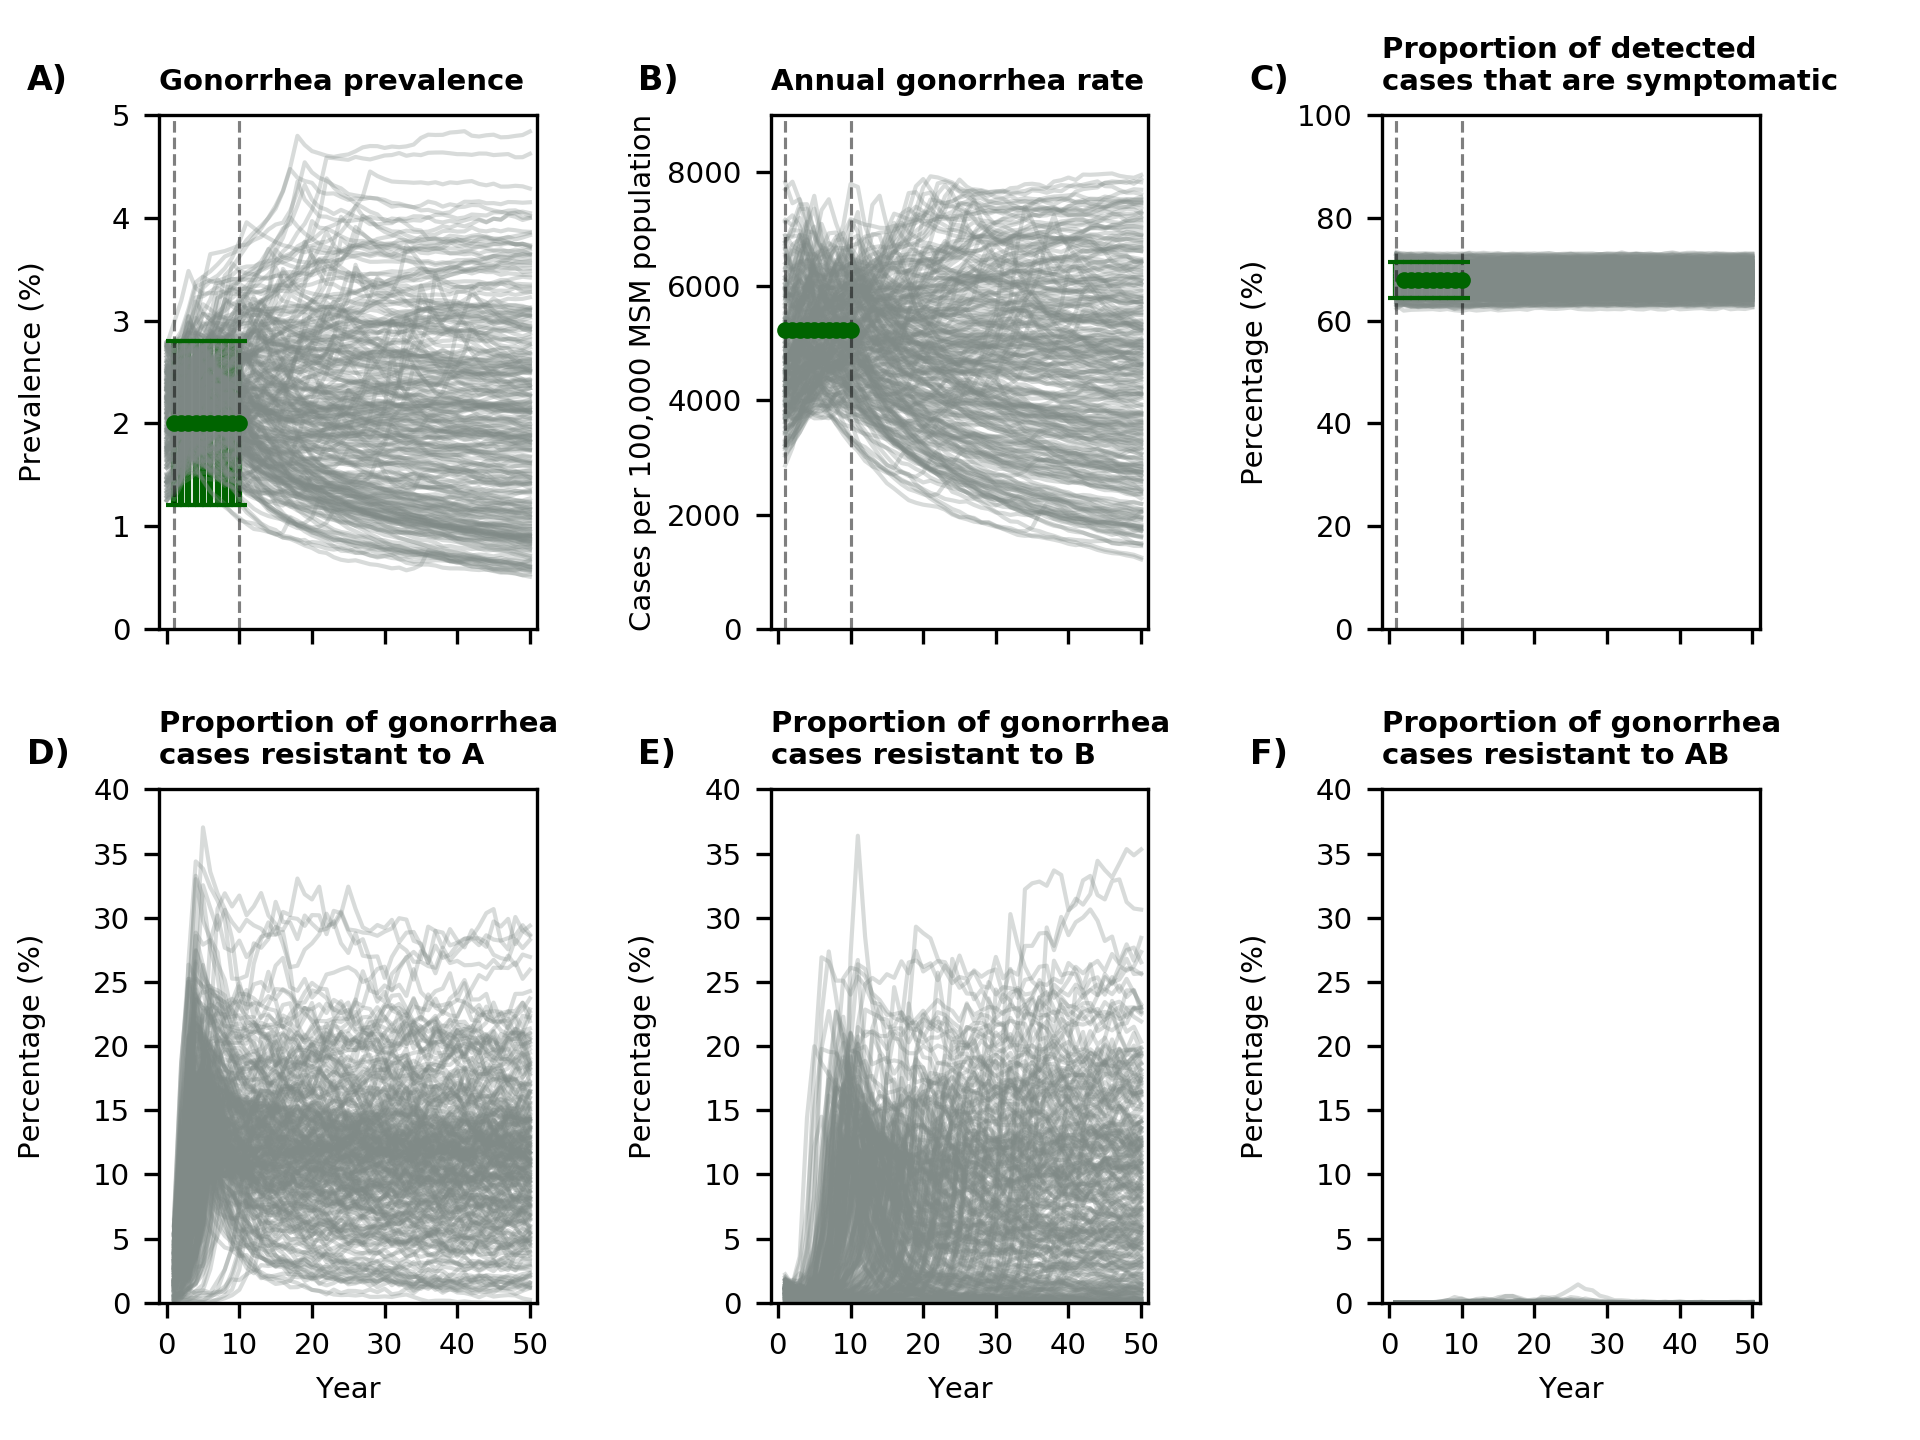 A)
Gonorrhea prevalence
5
4
3
2
1
0
Prevalence (%)
B)
Annual gonorrhea rate
8000
6000
4000
2000
0
Cases per 100,000 MSM population
C)
Proportion of detected
cases that are symptomatic
100
80
60
40
20
0
Percentage (%)
D)
Proportion of gonorrhea
cases resistant to A
40
35
30
25
20
15
10
5
0
Percentage (%)
0 10 20 30 40 50
Year
E)
Proportion of gonorrhea
cases resistant to B
40
35
30
25
20
15
10
5
0
Percentage (%)
0 10 20 30 40 50
Year
F)
Proportion of gonorrhea
cases resistant to AB
40
35
30
25
20
15
10
5
0
Percentage (%)
0 10 20 30 40 50
Year